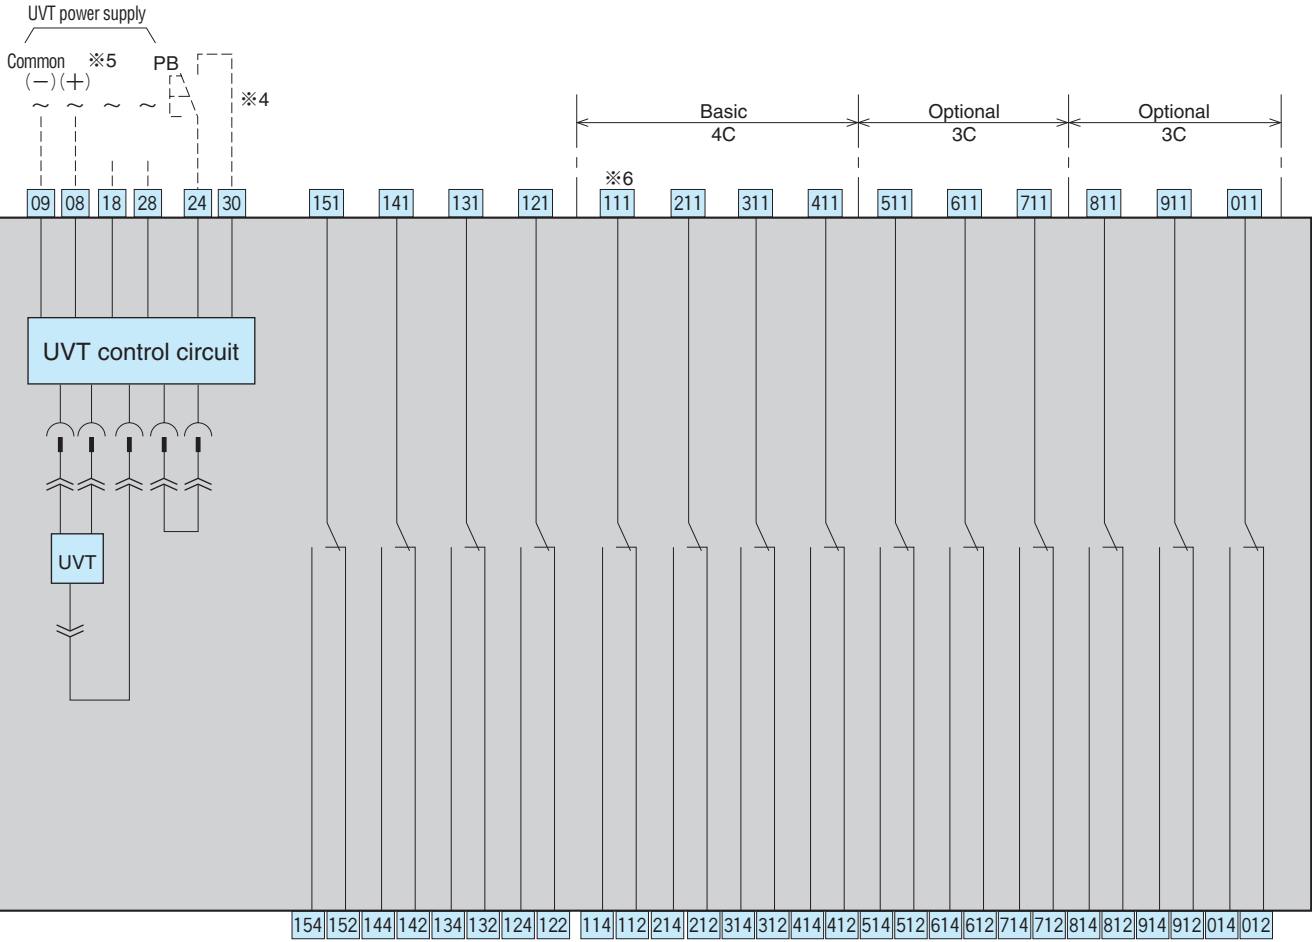 UVT power supply
Common ※5 PB
(−) (+)
~ ~ ~ ~ ※4
Basic Optional Optional
4C 3C 3C
※6
09 08 18 28 24 30 151 141 131 121 111 211 311 411 511 611 711 811 911 011
UVT control circuit
UVT
154 152 144 142 134 132 124 122 114 112 214 212 314 312 414 412 514 512 614 612 714 712 814 812 914 912 014 012